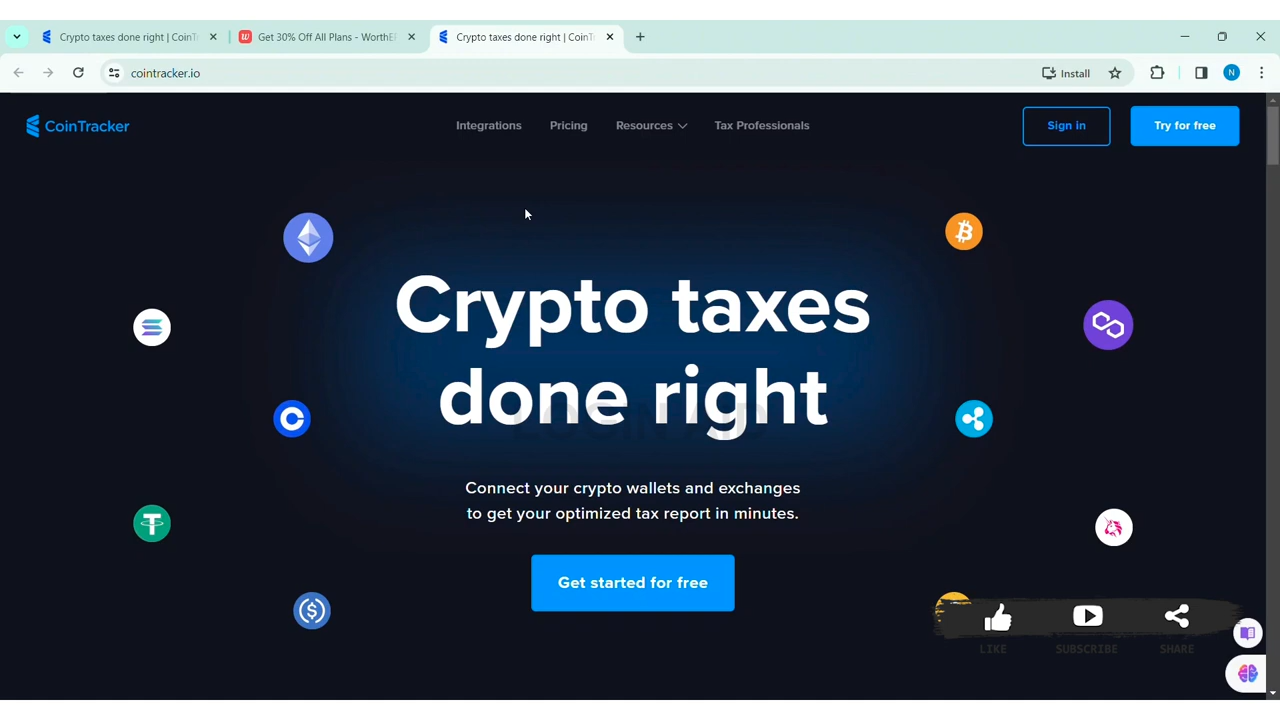 Crypto taxes done right | CoinT
Get 30% Off All Plans - WorthE
Crypto taxes done right | CoinT
cointracker.io
Install
N
CoinTracker
Integrations
Pricing
Resources
Tax Professionals
Sign in
Try for free
Crypto taxes
done right
LOGIN AID
Connect your crypto wallets and exchanges
to get your optimized tax report in minutes.
Get started for free
LIKE
SUBSCRIBE
SHARE